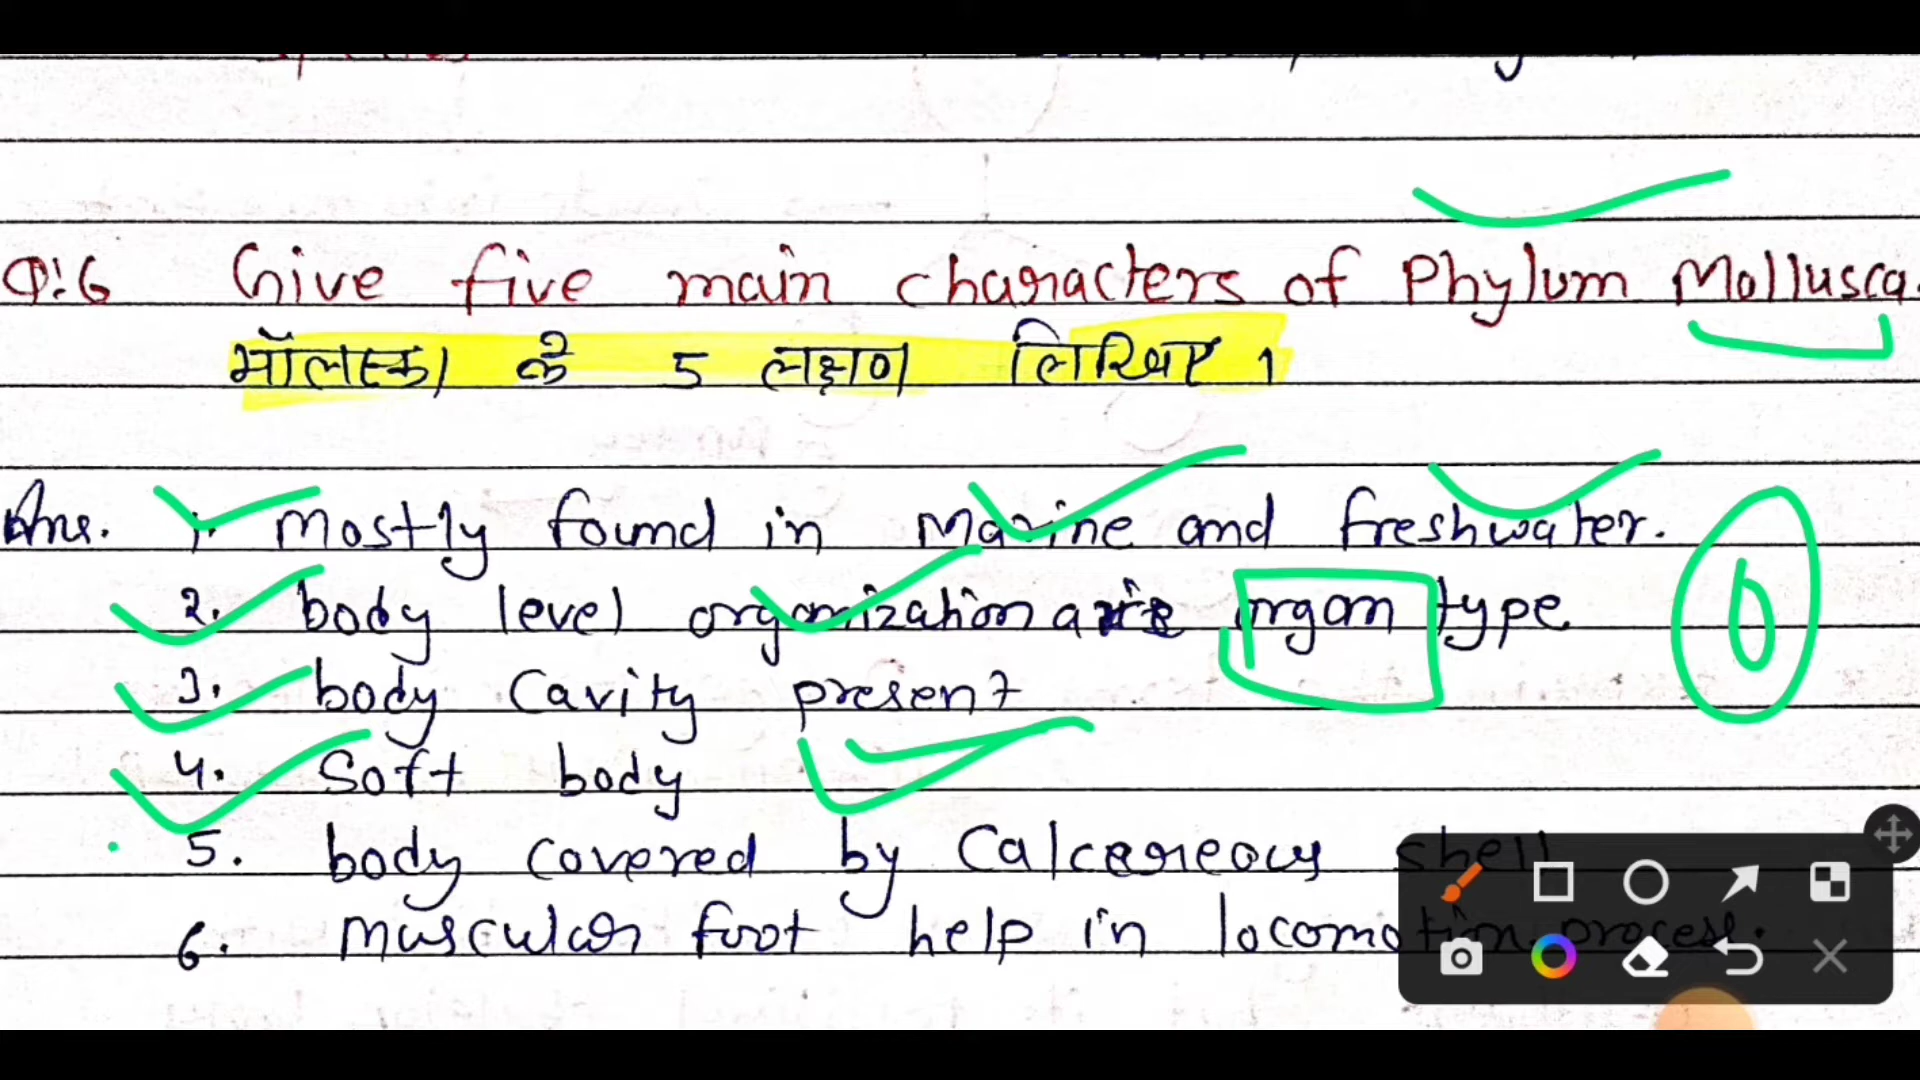 Q:6 Give five main characters of Phylum Mollusca.
मॉलस्का के 5 लक्षण लिखिए ।
Ans. 1. Mostly found in Marine and freshwater.
2. body level organization is organ type
3. body Cavity present
4. Soft body
5. body covered by Calcareous shell
6. Muscular foot help in locomotion process.